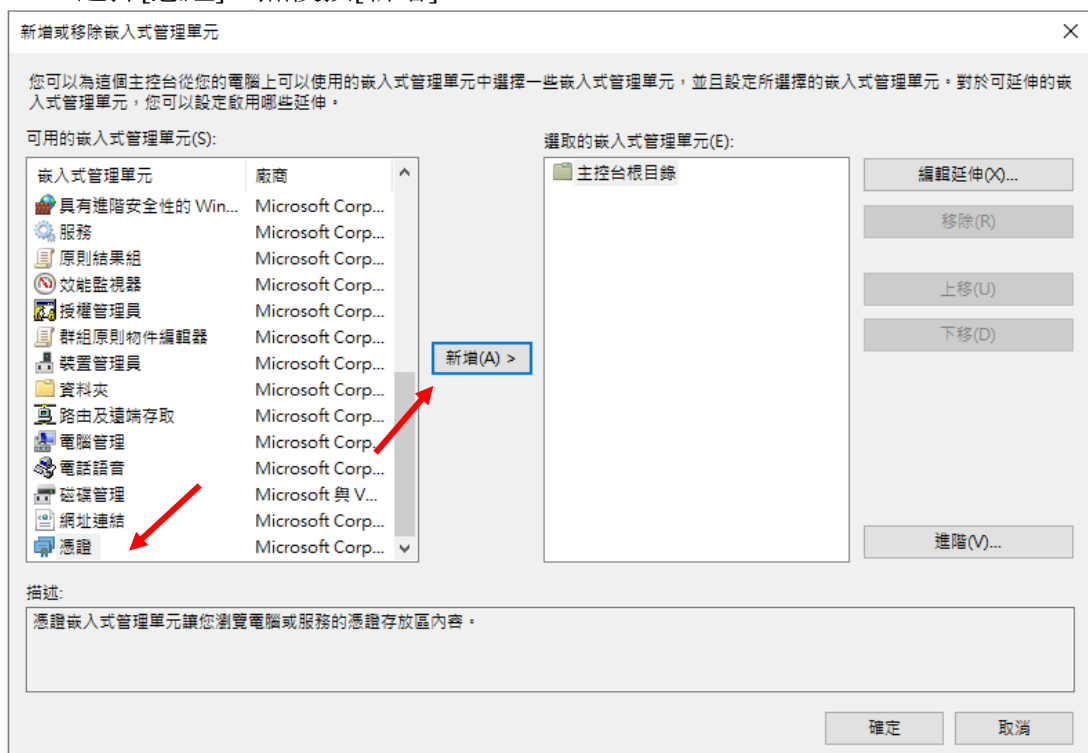 新增或移除嵌入式管理單元
您可以為這個主控台從您的電腦上可以使用的嵌入式管理單元中選擇一些嵌入式管理單元，並且設定所選擇的嵌入式管理單元。對於可延伸的嵌
入式管理單元，您可以設定啟用哪些延伸。
可用的嵌入式管理單元(S):
嵌入式管理單元 廠商
具有進階安全性的 Win... Microsoft Corp...
服務 Microsoft Corp...
原則結果組 Microsoft Corp...
效能監視器 Microsoft Corp...
授權管理員 Microsoft Corp...
群組原則物件編輯器 Microsoft Corp...
裝置管理員 Microsoft Corp...
資料夾 Microsoft Corp...
路由及遠端存取 Microsoft Corp...
電腦管理 Microsoft Corp...
電話語音 Microsoft Corp...
磁碟管理 Microsoft 與 V...
網址連結 Microsoft Corp...
憑證 Microsoft Corp...
新增(A) >
選取的嵌入式管理單元(E):
主控台根目錄
編輯延伸(X)...
移除(R)
上移(U)
下移(D)
進階(V)...
描述:
憑證嵌入式管理單元讓您瀏覽電腦或服務的憑證存放區內容。
確定 取消